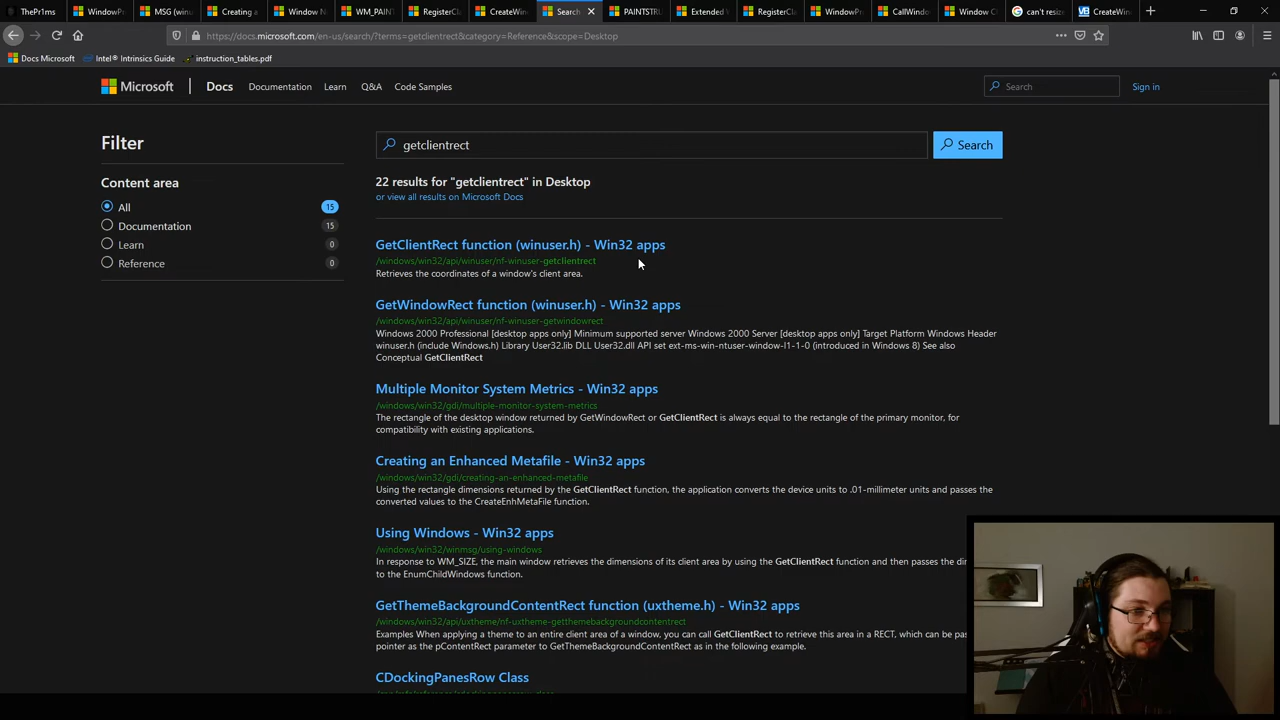 ThePr1ms
WindowPr
MSG (winu
Creating a
Window N
WM_PAIN
RegisterCl
CreateWin
Search
PAINTSTRU
Extended
RegisterCl
WindowPr
CallWindow
Window C
can't resize
CreateWin
https://docs.microsoft.com/en-us/search/?terms=getclientrect&category=Reference&scope=Desktop
Docs Microsoft
Intel® Intrinsics Guide
instruction_tables.pdf
Microsoft
Docs
Documentation
Learn
Q&A
Code Samples
Search
Sign in
Filter
Content area
All 15
Documentation 15
Learn 0
Reference 0
getclientrect
Search
22 results for "getclientrect" in Desktop
or view all results on Microsoft Docs
GetClientRect function (winuser.h) - Win32 apps
/windows/win32/api/winuser/nf-winuser-getclientrect
Retrieves the coordinates of a window's client area.
GetWindowRect function (winuser.h) - Win32 apps
/windows/win32/api/winuser/nf-winuser-getwindowrect
Windows 2000 Professional [desktop apps only] Minimum supported server Windows 2000 Server [desktop apps only] Target Platform Windows Header
winuser.h (include Windows.h) Library User32.lib DLL User32.dll API set ext-ms-win-ntuser-window-l1-1-0 (introduced in Windows 8) See also
Conceptual GetClientRect
Multiple Monitor System Metrics - Win32 apps
/windows/win32/gdi/multiple-monitor-system-metrics
The rectangle of the desktop window returned by GetWindowRect or GetClientRect is always equal to the rectangle of the primary monitor, for
compatibility with existing applications.
Creating an Enhanced Metafile - Win32 apps
/windows/win32/gdi/creating-an-enhanced-metafile
Using the rectangle dimensions returned by the GetClientRect function, the application converts the device units to .01-millimeter units and passes the
converted values to the CreateEnhMetaFile function.
Using Windows - Win32 apps
/windows/win32/winmsg/using-windows
In response to WM_SIZE, the main window retrieves the dimensions of its client area by using the GetClientRect function and then passes the d
to the EnumChildWindows function.
GetThemeBackgroundContentRect function (uxtheme.h) - Win32 apps
/windows/win32/api/uxtheme/nf-uxtheme-getthemebackgroundcontentrect
Examples When applying a theme to an entire client area of a window, you can call GetClientRect to retrieve this area in a RECT, which can be pa
pointer as the pContentRect parameter to GetThemeBackgroundContentRect as in the following example.
CDockingPanesRow Class